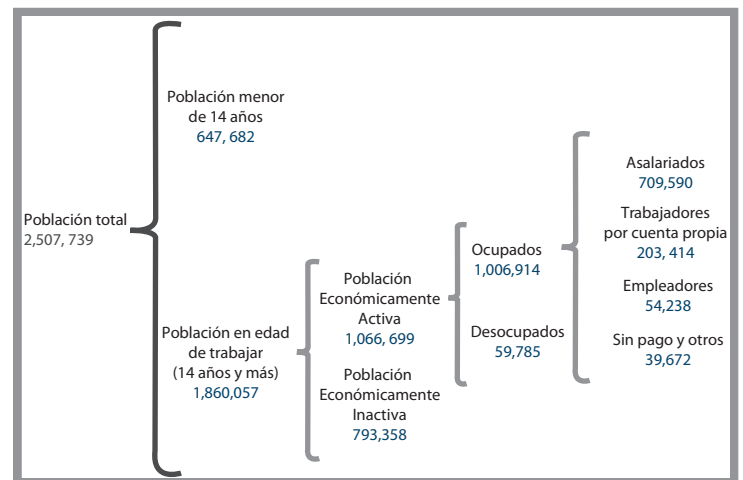 Población total
2,507, 739
Población menor
de 14 años
647, 682
Población en edad
de trabajar
(14 años y más)
1,860,057
Población
Económicamente
Activa
1,066, 699
Población
Económicamente
Inactiva
793,358
Ocupados
1,006,914
Desocupados
59,785
Asalariados
709,590
Trabajadores
por cuenta propia
203, 414
Empleadores
54,238
Sin pago y otros
39,672